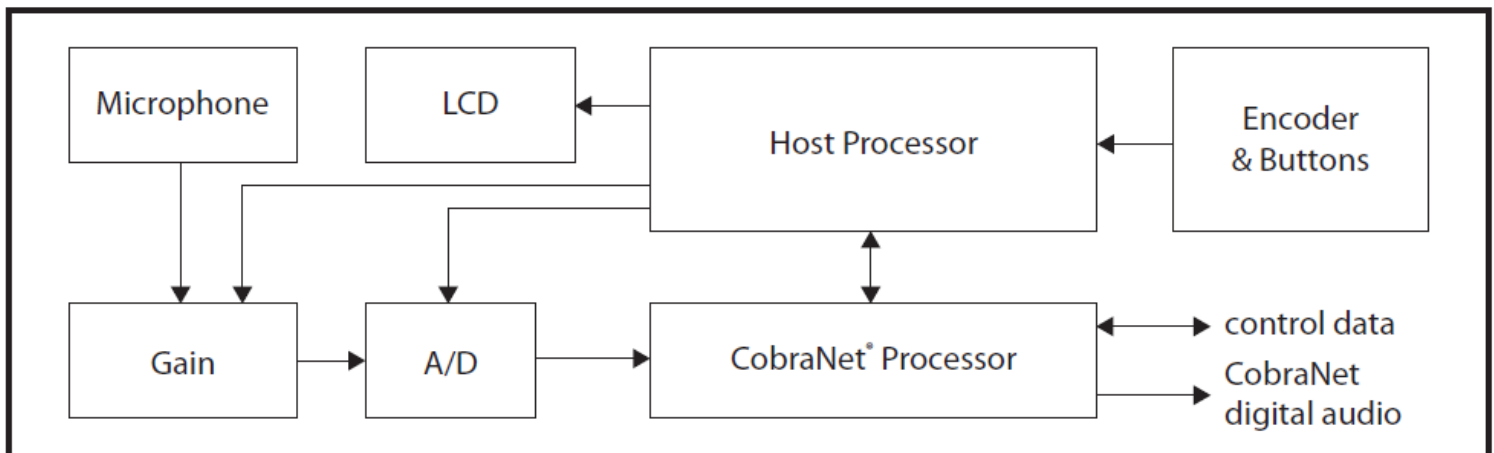 Microphone
LCD
Host Processor
Encoder
& Buttons
Gain
A/D
CobraNet® Processor
control data
CobraNet
digital audio